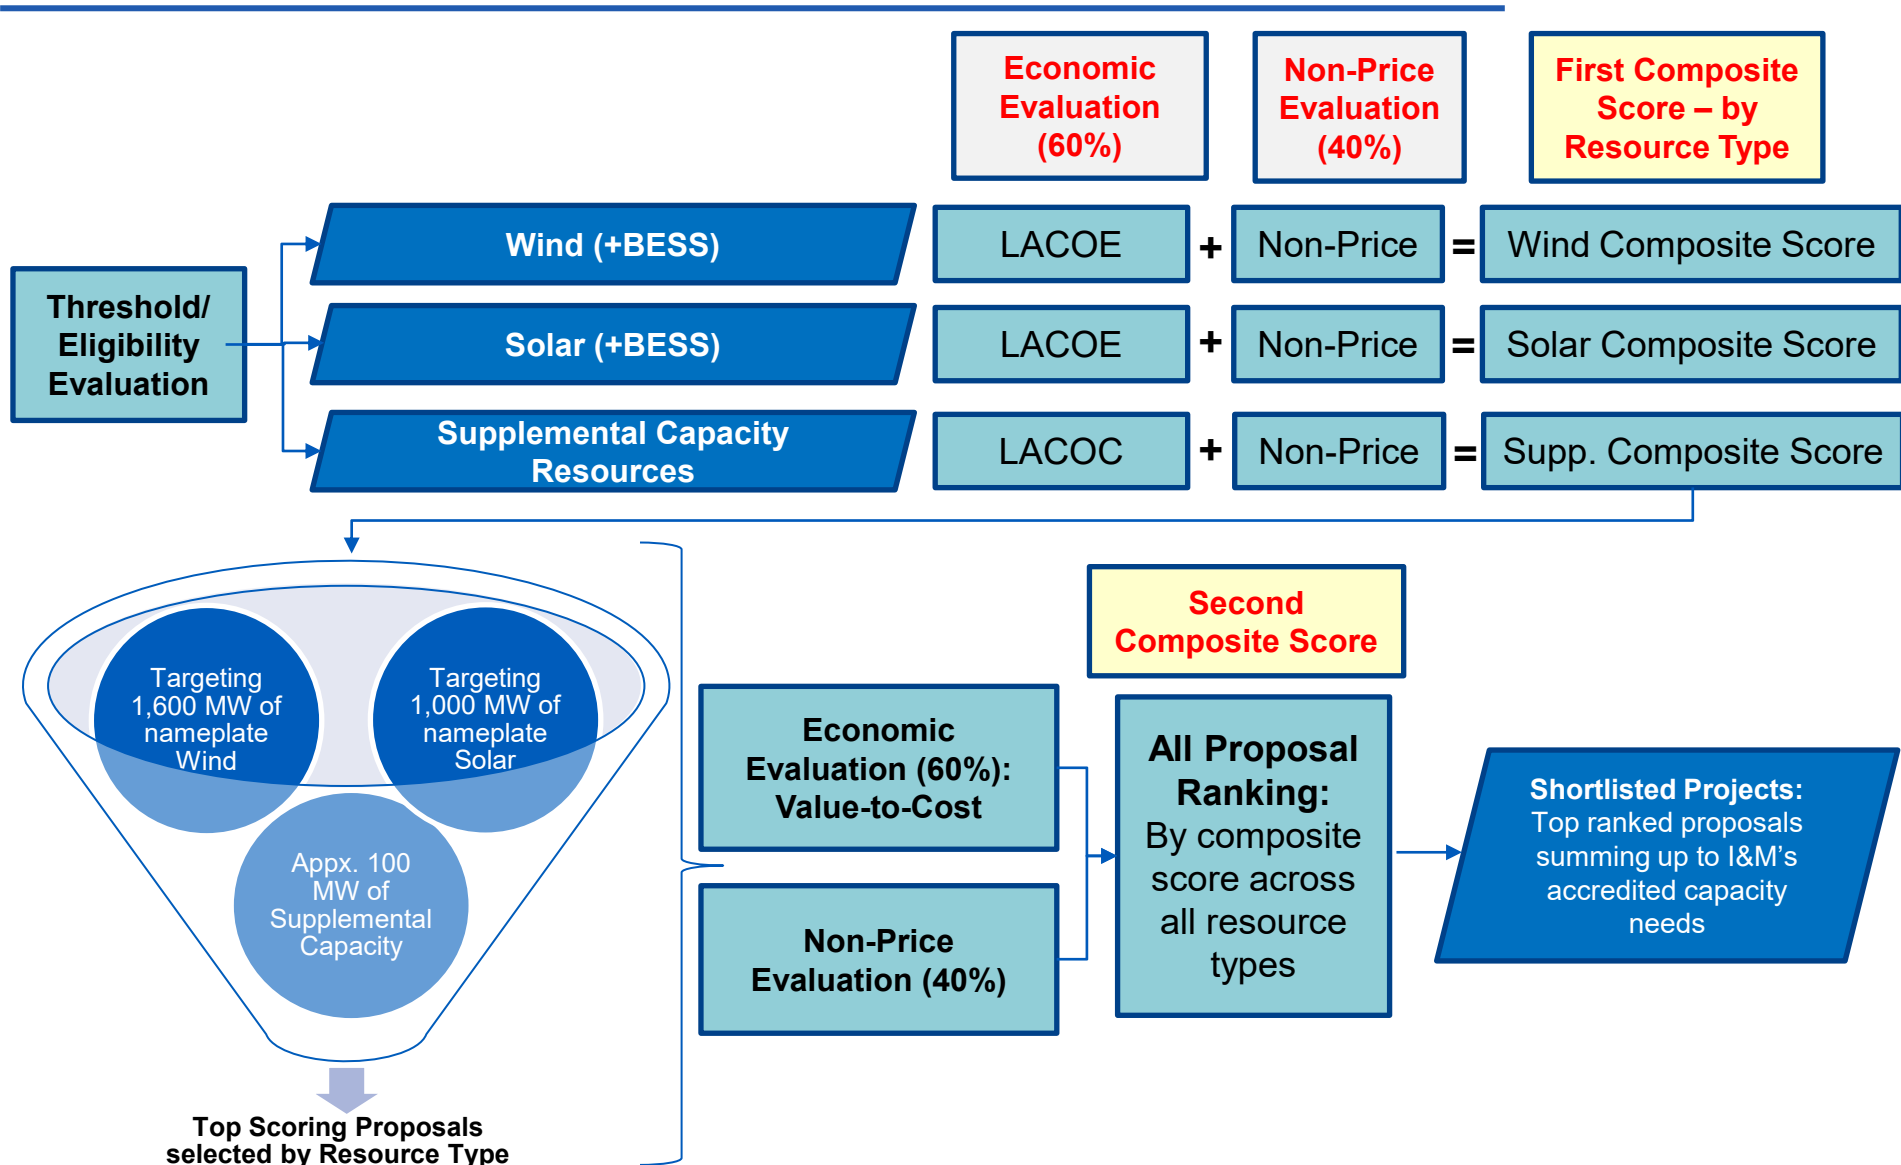 Economic
Evaluation
(60%)
Non-Price
Evaluation
(40%)
First Composite
Score – by
Resource Type
Threshold/
Eligibility
Evaluation
Wind (+BESS)
LACOE
+
Non-Price
=
Wind Composite Score
Solar (+BESS)
LACOE
+
Non-Price
=
Solar Composite Score
Supplemental Capacity
Resources
LACOC
+
Non-Price
=
Supp. Composite Score
Targeting
1,600 MW of
nameplate
Wind
Targeting
1,000 MW of
nameplate
Solar
Appx. 100
MW of
Supplemental
Capacity
Top Scoring Proposals
selected by Resource Type
Economic
Evaluation (60%):
Value-to-Cost
Non-Price
Evaluation (40%)
Second
Composite Score
All Proposal
Ranking:
By composite
score across
all resource
types
Shortlisted Projects:
Top ranked proposals
summing up to I&M’s
accredited capacity
needs